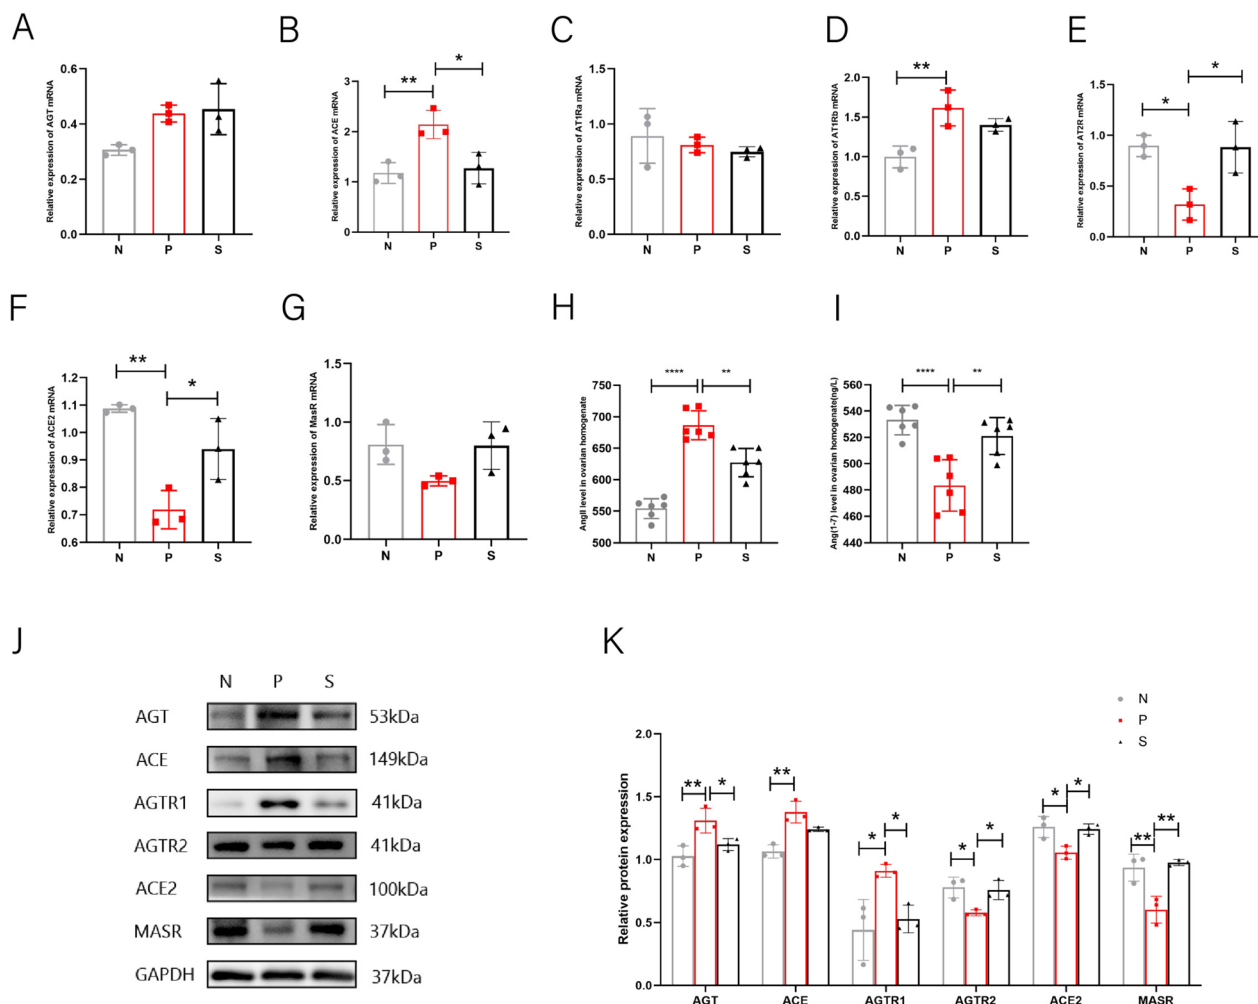 A
B
C
D
E
Relative expression of AGT mRNA
0.6
0.4
0.2
0.0
N P S
Relative expression of ACE mRNA
3
2
1
0
** *
N P S
Relative expression of AT1Ra mRNA
1.5
1.0
0.5
0.0
N P S
Relative expression of AT1Rb mRNA
2.0
1.5
1.0
0.5
0.0
**
N P S
Relative expression of AT2R mRNA
1.5
1.0
0.5
0.0
* *
N P S
F
G
H
I
Relative expression of ACE2 mRNA
1.2
1.1
1.0
0.9
0.8
0.7
0.6
** *
N P S
Relative expression of MasR mRNA
1.5
1.0
0.5
0.0
N P S
AngII level in ovarian homogenate
750
700
650
600
550
500
**** **
N P S
Ang(1-7) level in ovarian homogenate(ng/L)
560
540
520
500
480
460
440
**** **
N P S
J
N P S
AGT 53kDa
ACE 149kDa
AGTR1 41kDa
AGTR2 41kDa
ACE2 100kDa
MASR 37kDa
GAPDH 37kDa
K
N
P
S
Relative protein expression
2.0
1.5
1.0
0.5
0.0
** * ** * * * * * * ** **
AGT ACE AGTR1 AGTR2 ACE2 MASR